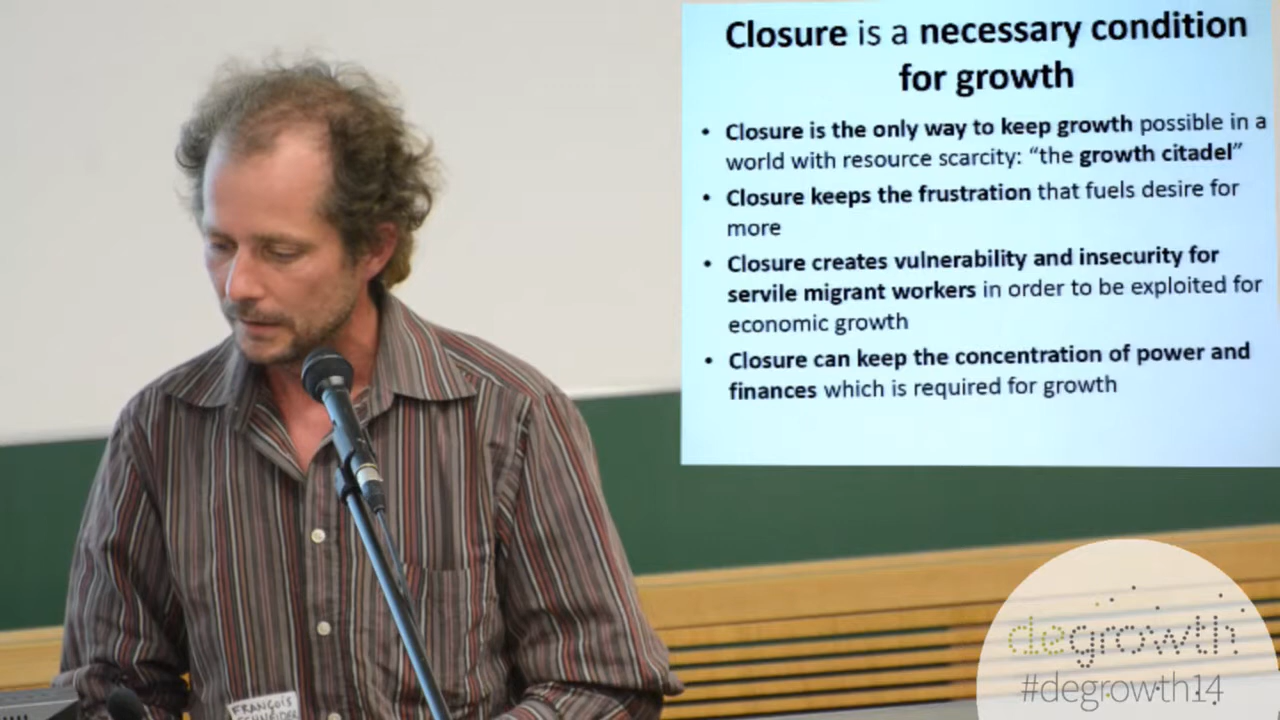 Closure is a necessary condition
for growth
• Closure is the only way to keep growth possible in a
world with resource scarcity: “the growth citadel”
• Closure keeps the frustration that fuels desire for
more
• Closure creates vulnerability and insecurity for
servile migrant workers in order to be exploited for
economic growth
• Closure can keep the concentration of power and
finances which is required for growth
FRANÇOIS
SCHNEIDER
degrowth
#degrowth14